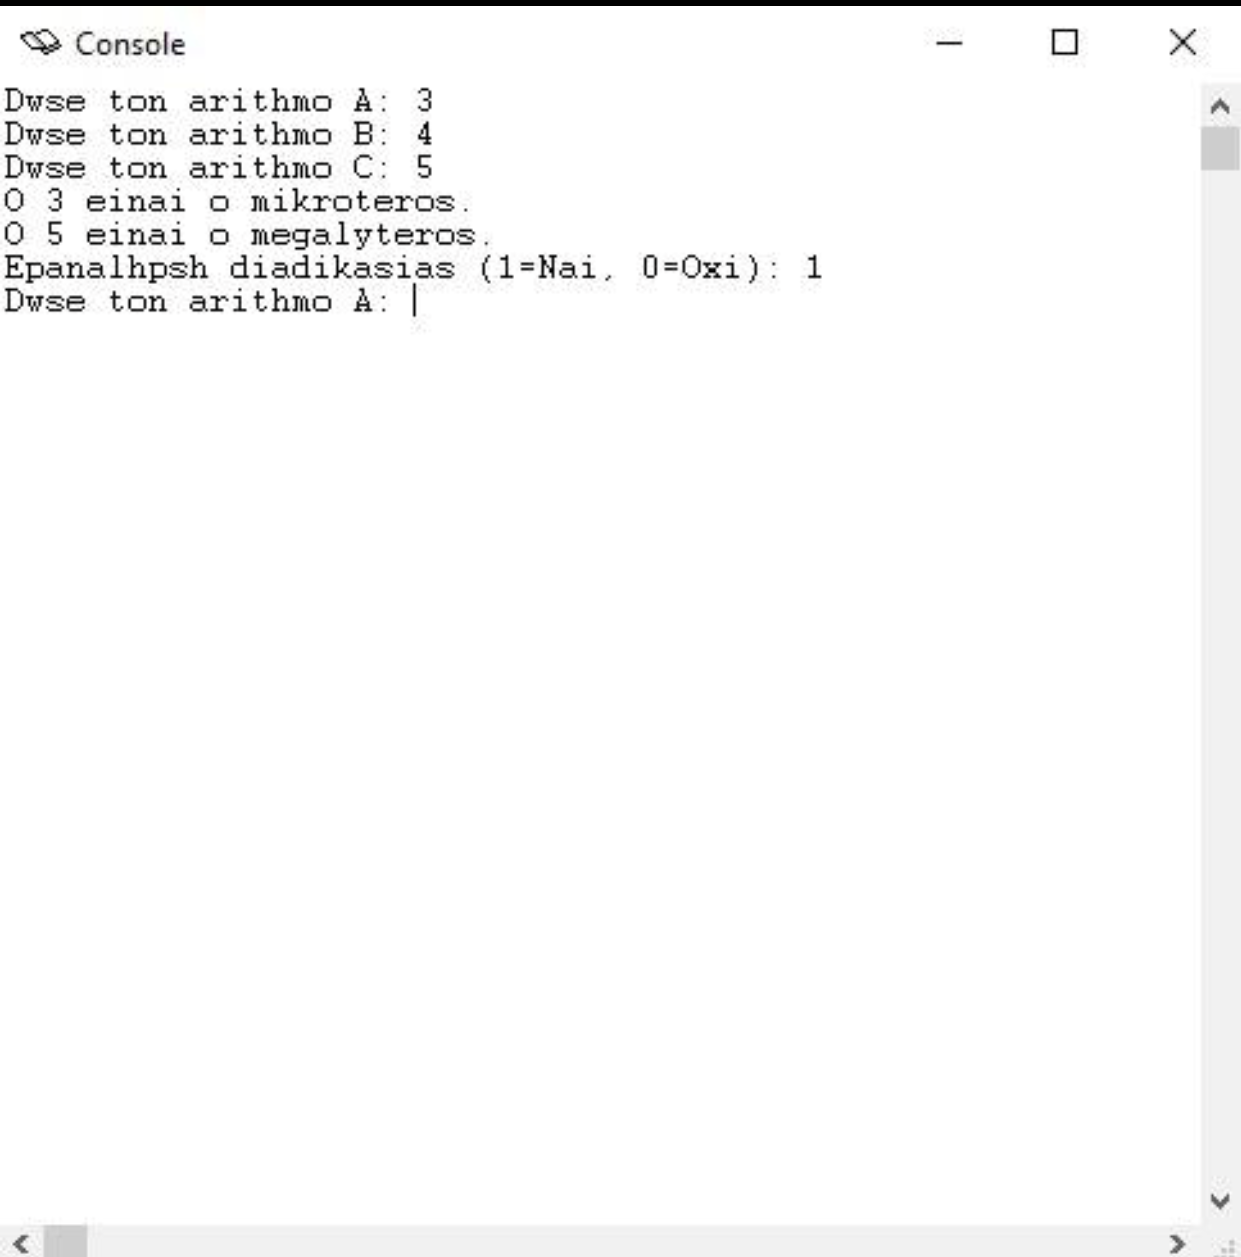 Console
Dwse ton arithmo A: 3
Dwse ton arithmo B: 4
Dwse ton arithmo C: 5
O 3 einai o mikroteros.
O 5 einai o megalyteros.
Epanalhpsh diadikasias (1=Nai, 0=Oxi): 1
Dwse ton arithmo A: